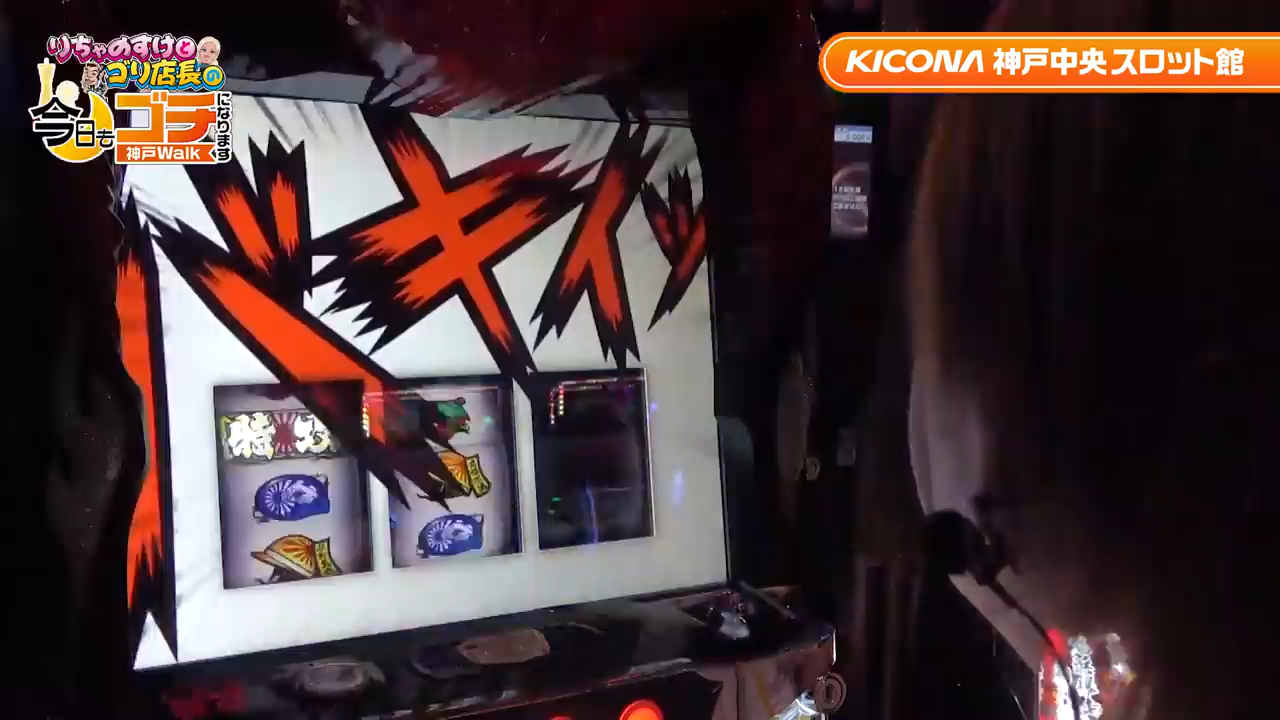 りちゃのすけと
ゴリ店長の
今日もゴチになります
神戸Walk
KICONA 神戸中央スロット館
バキィッ